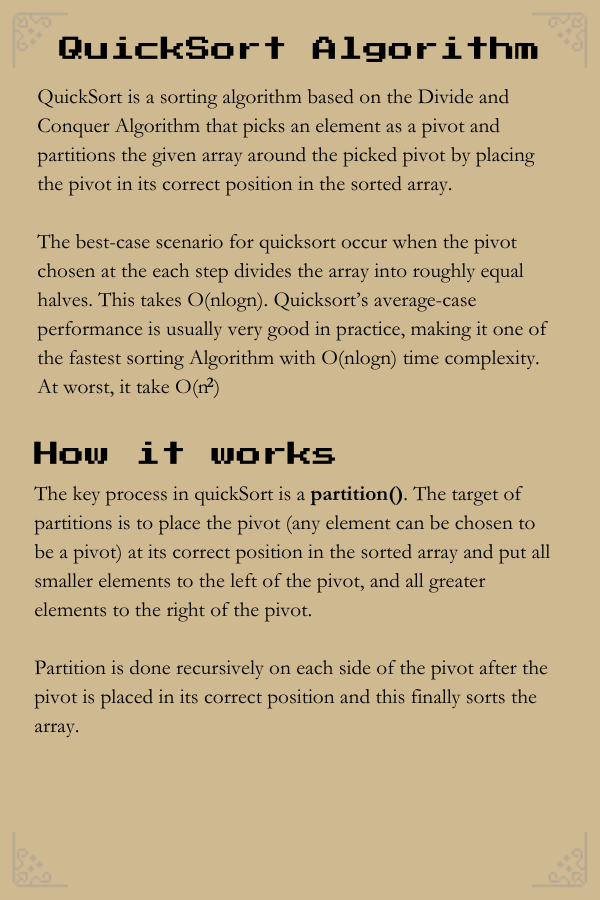 QuickSort Algorithm
QuickSort is a sorting algorithm based on the Divide and
Conquer Algorithm that picks an element as a pivot and
partitions the given array around the picked pivot by placing
the pivot in its correct position in the sorted array.
The best-case scenario for quicksort occur when the pivot
chosen at the each step divides the array into roughly equal
halves. This takes O(nlogn). Quicksort’s average-case
performance is usually very good in practice, making it one of
the fastest sorting Algorithm with O(nlogn) time complexity.
At worst, it take O(n²)
How it works
The key process in quickSort is a partition(). The target of
partitions is to place the pivot (any element can be chosen to
be a pivot) at its correct position in the sorted array and put all
smaller elements to the left of the pivot, and all greater
elements to the right of the pivot.
Partition is done recursively on each side of the pivot after the
pivot is placed in its correct position and this finally sorts the
array.